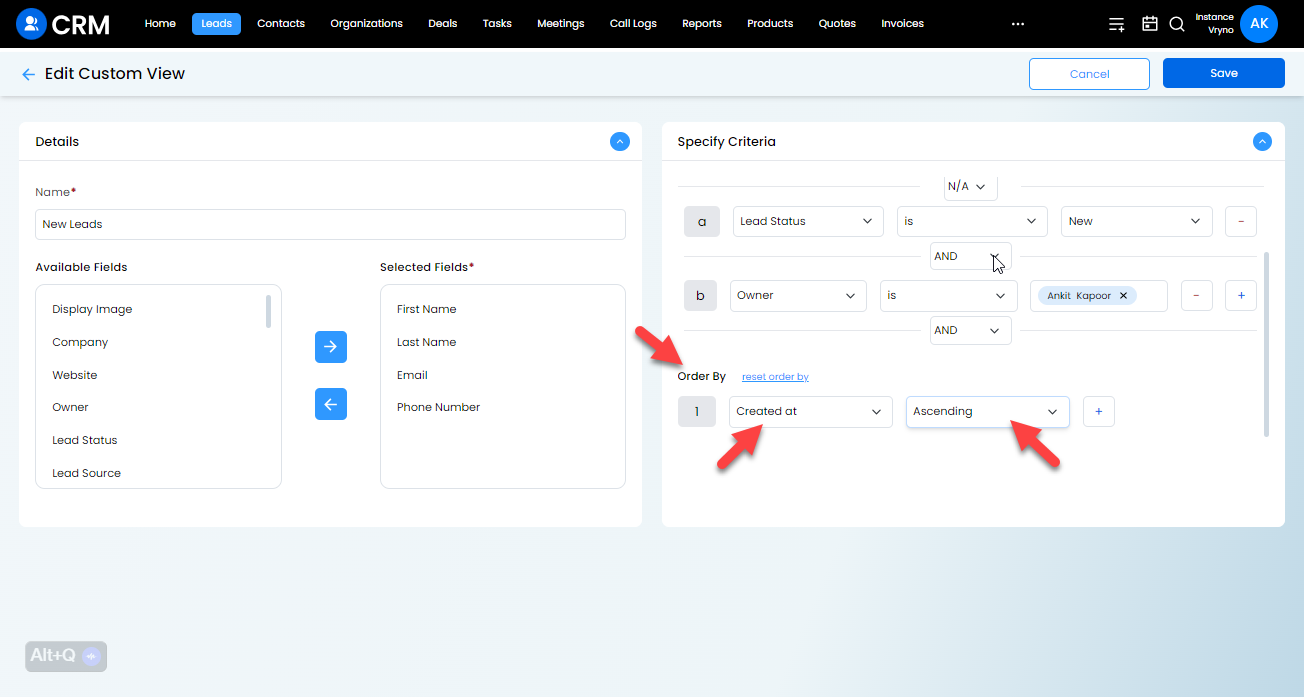 CRM Home Leads Contacts Organizations Deals Tasks Meetings Call Logs Reports Products Quotes Invoices ... Instance Vryno AK
Edit Custom View Cancel Save
Details
Name*
New Leads
Available Fields
Display Image
Company
Website
Owner
Lead Status
Lead Source
Selected Fields*
First Name
Last Name
Email
Phone Number
Specify Criteria
N/A
a Lead Status is New -
AND
b Owner is Ankit Kapoor × - +
AND
Order By reset order by
1 Created at Ascending +
Alt+Q